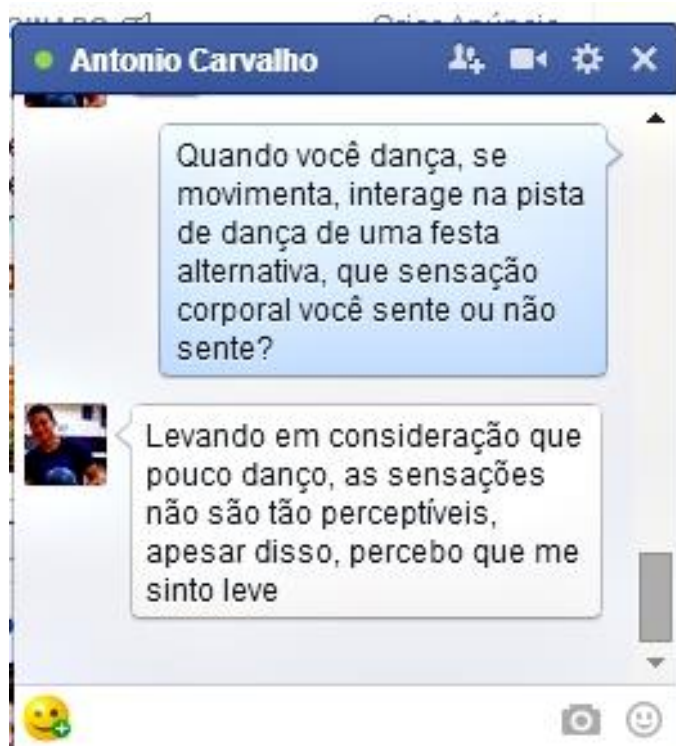 Antonio Carvalho
Quando você dança, se
movimenta, interage na pista
de dança de uma festa
alternativa, que sensação
corporal você sente ou não
sente?
Levando em consideração que
pouco danço, as sensações
não são tão perceptíveis,
apesar disso, percebo que me
sinto leve